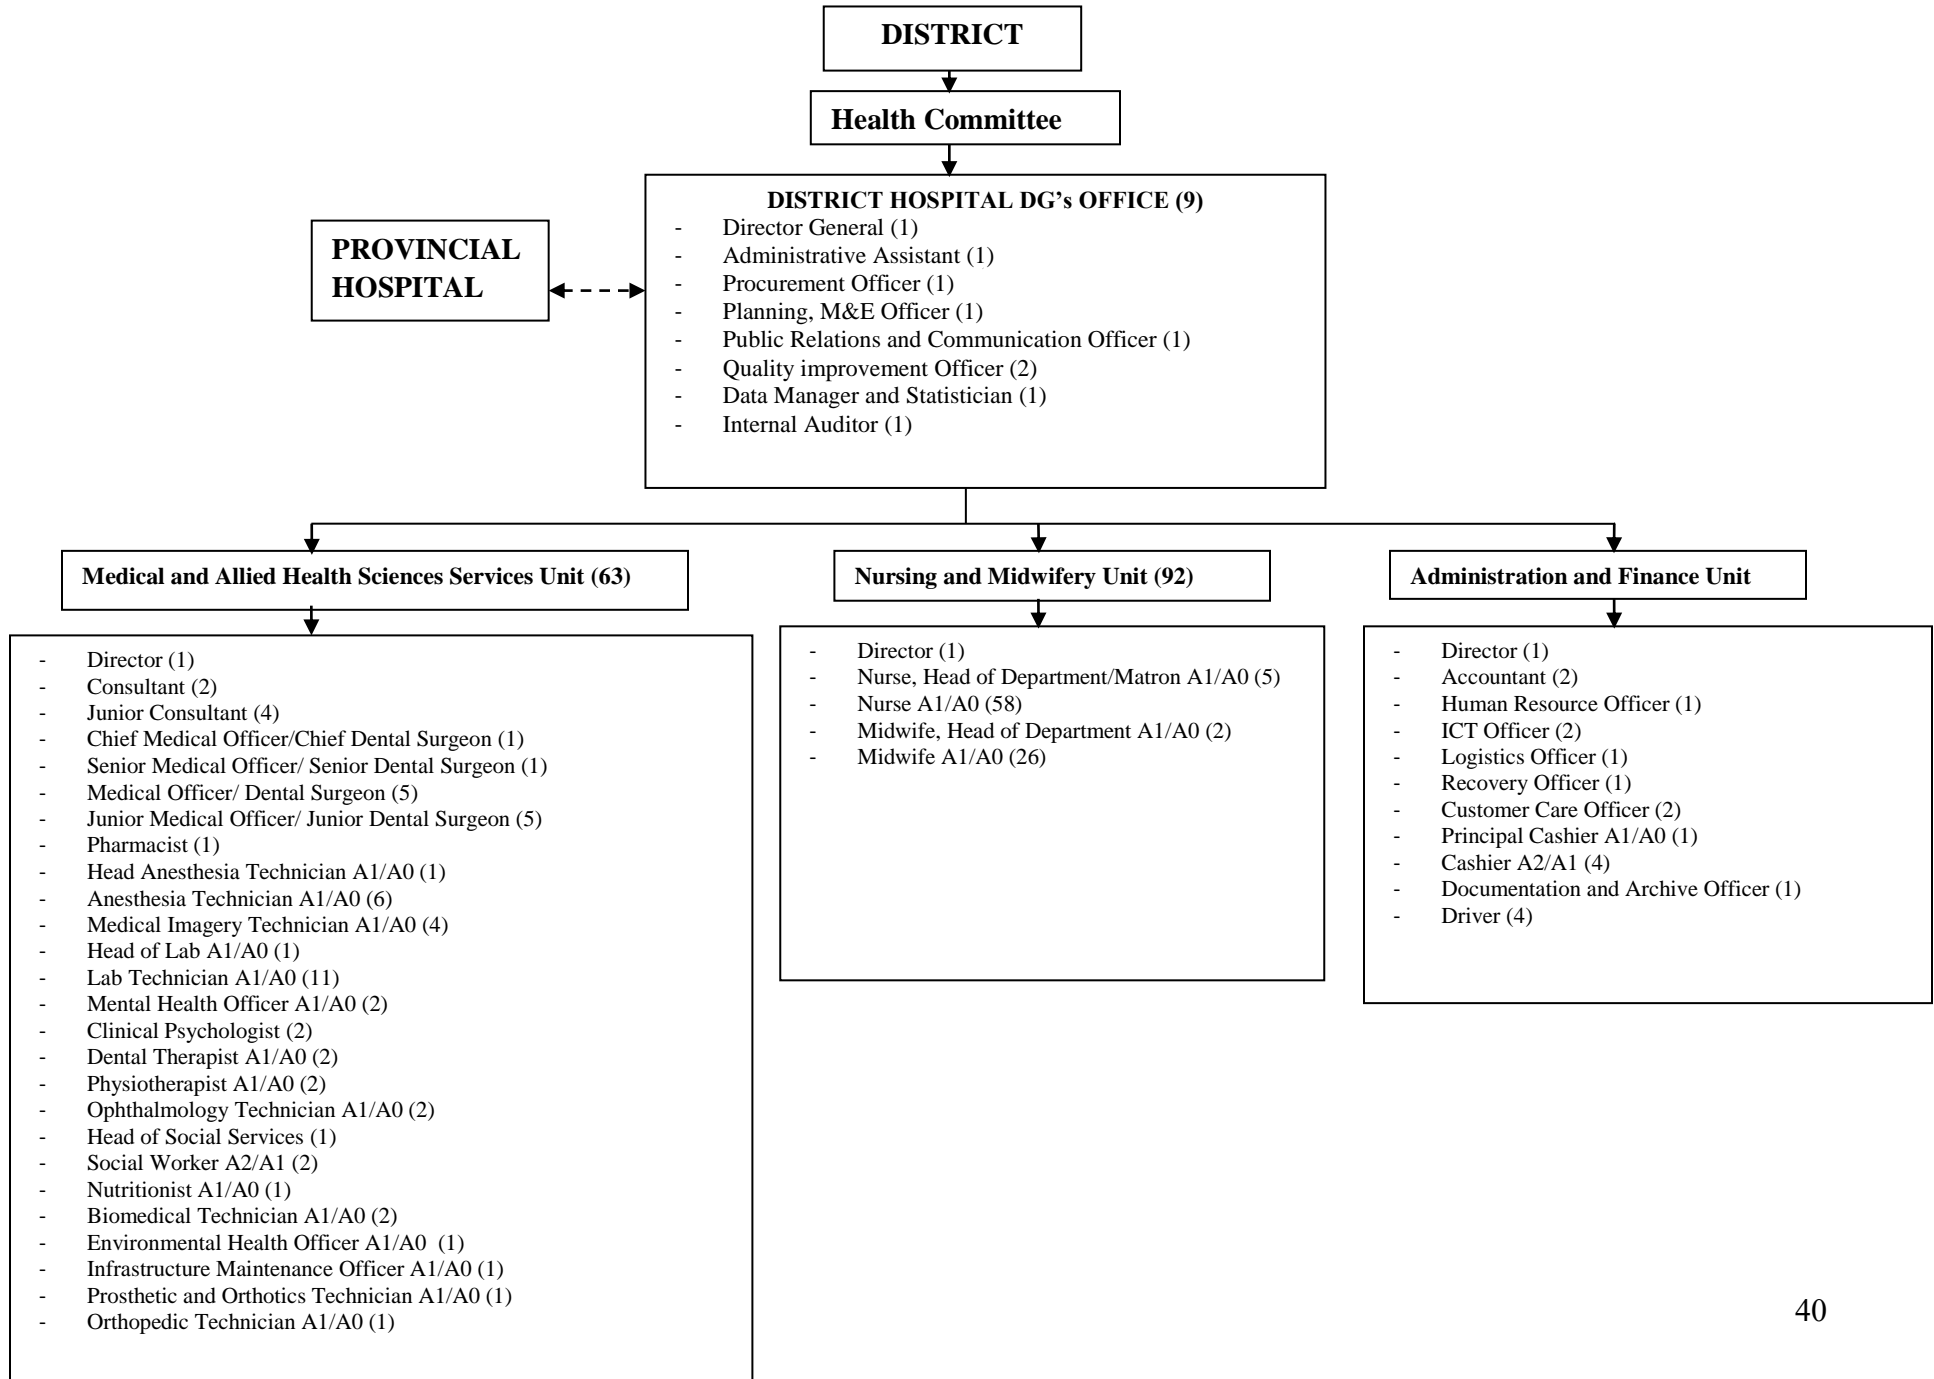 DISTRICT
Health Committee
PROVINCIAL
HOSPITAL
DISTRICT HOSPITAL DG’s OFFICE (9)
- Director General (1)
- Administrative Assistant (1)
- Procurement Officer (1)
- Planning, M&E Officer (1)
- Public Relations and Communication Officer (1)
- Quality improvement Officer (2)
- Data Manager and Statistician (1)
- Internal Auditor (1)
Medical and Allied Health Sciences Services Unit (63)
- Director (1)
- Consultant (2)
- Junior Consultant (4)
- Chief Medical Officer/Chief Dental Surgeon (1)
- Senior Medical Officer/ Senior Dental Surgeon (1)
- Medical Officer/ Dental Surgeon (5)
- Junior Medical Officer/ Junior Dental Surgeon (5)
- Pharmacist (1)
- Head Anesthesia Technician A1/A0 (1)
- Anesthesia Technician A1/A0 (6)
- Medical Imagery Technician A1/A0 (4)
- Head of Lab A1/A0 (1)
- Lab Technician A1/A0 (11)
- Mental Health Officer A1/A0 (2)
- Clinical Psychologist (2)
- Dental Therapist A1/A0 (2)
- Physiotherapist A1/A0 (2)
- Ophthalmology Technician A1/A0 (2)
- Head of Social Services (1)
- Social Worker A2/A1 (2)
- Nutritionist A1/A0 (1)
- Biomedical Technician A1/A0 (2)
- Environmental Health Officer A1/A0 (1)
- Infrastructure Maintenance Officer A1/A0 (1)
- Prosthetic and Orthotics Technician A1/A0 (1)
- Orthopedic Technician A1/A0 (1)
Nursing and Midwifery Unit (92)
- Director (1)
- Nurse, Head of Department/Matron A1/A0 (5)
- Nurse A1/A0 (58)
- Midwife, Head of Department A1/A0 (2)
- Midwife A1/A0 (26)
Administration and Finance Unit
- Director (1)
- Accountant (2)
- Human Resource Officer (1)
- ICT Officer (2)
- Logistics Officer (1)
- Recovery Officer (1)
- Customer Care Officer (2)
- Principal Cashier A1/A0 (1)
- Cashier A2/A1 (4)
- Documentation and Archive Officer (1)
- Driver (4)
40